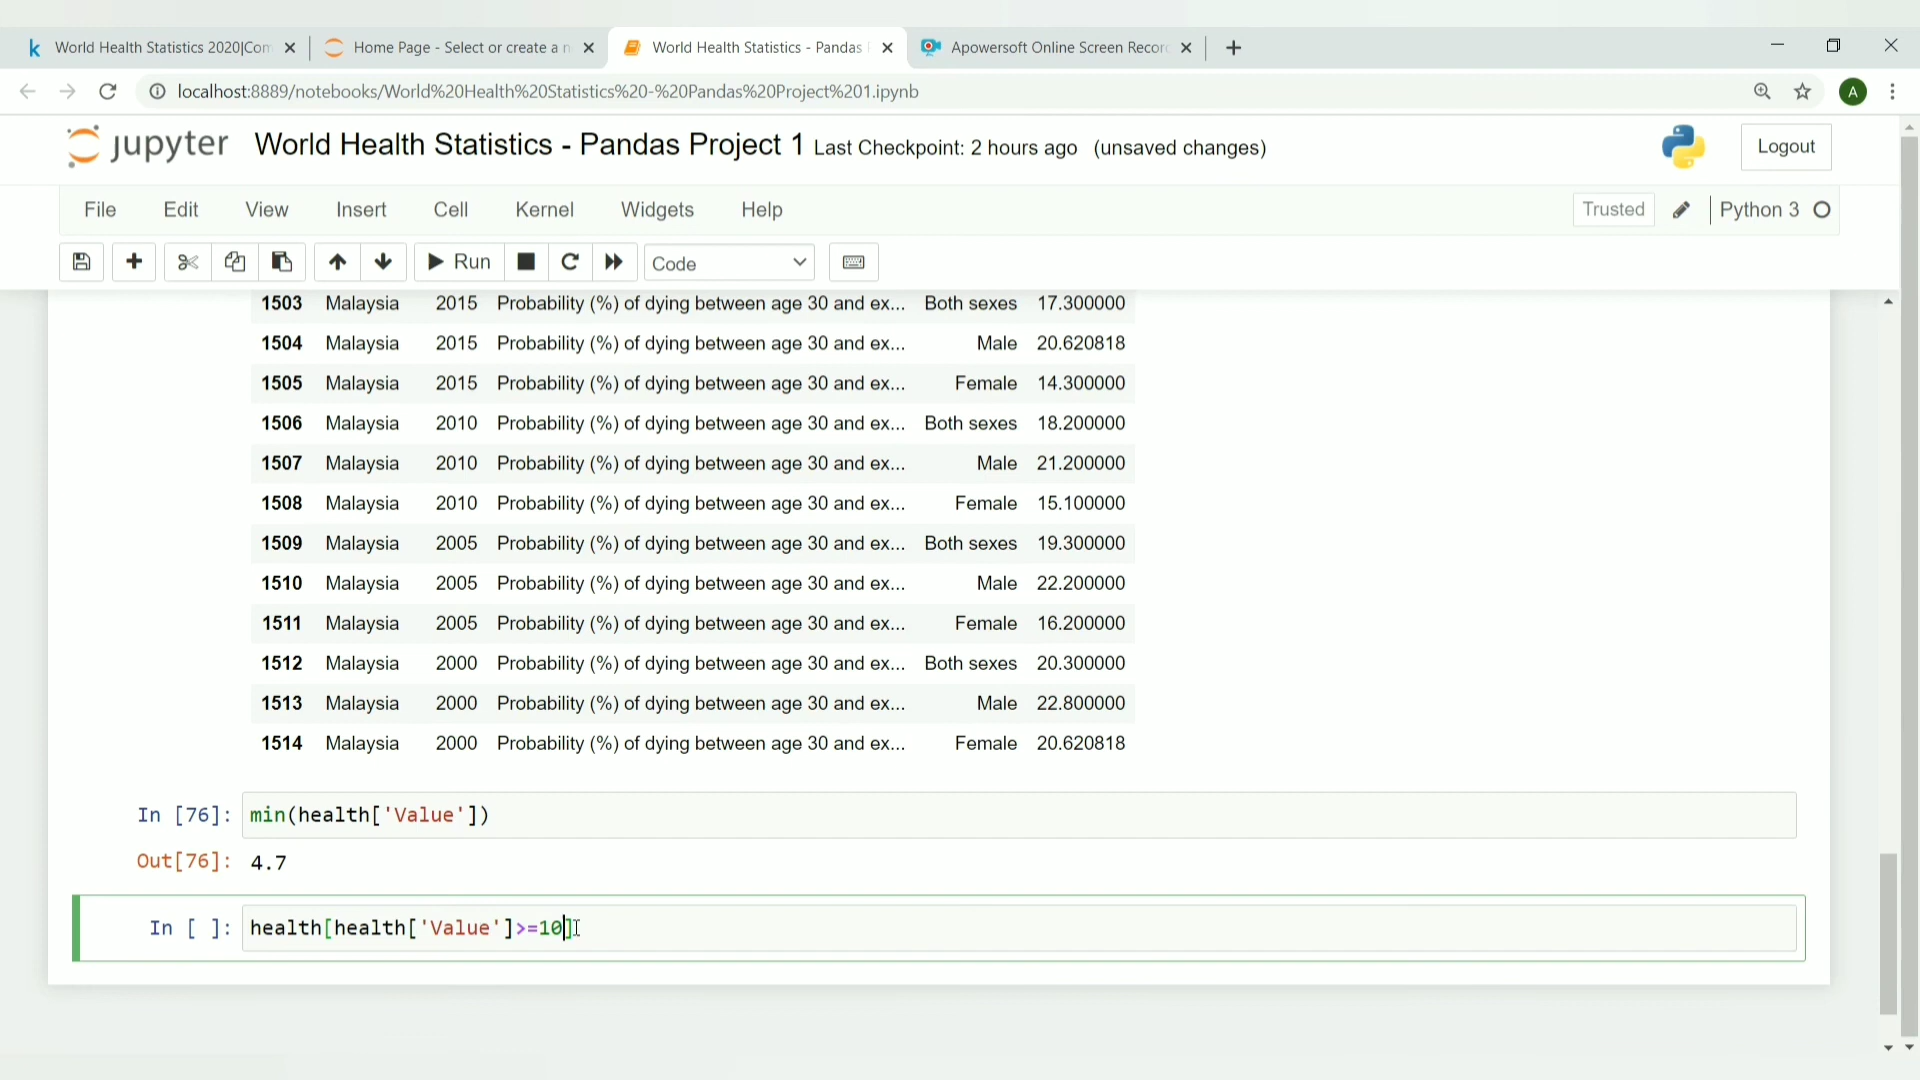 World Health Statistics 2020|Com
Home Page - Select or create a n
World Health Statistics - Pandas
Apowersoft Online Screen Record
localhost:8889/notebooks/World%20Health%20Statistics%20-%20Pandas%20Project%201.ipynb
A
jupyter World Health Statistics - Pandas Project 1 Last Checkpoint: 2 hours ago (unsaved changes)
Logout
File Edit View Insert Cell Kernel Widgets Help
Trusted Python 3
Run Code
1503 Malaysia 2015 Probability (%) of dying between age 30 and ex... Both sexes 17.300000
1504 Malaysia 2015 Probability (%) of dying between age 30 and ex... Male 20.620818
1505 Malaysia 2015 Probability (%) of dying between age 30 and ex... Female 14.300000
1506 Malaysia 2010 Probability (%) of dying between age 30 and ex... Both sexes 18.200000
1507 Malaysia 2010 Probability (%) of dying between age 30 and ex... Male 21.200000
1508 Malaysia 2010 Probability (%) of dying between age 30 and ex... Female 15.100000
1509 Malaysia 2005 Probability (%) of dying between age 30 and ex... Both sexes 19.300000
1510 Malaysia 2005 Probability (%) of dying between age 30 and ex... Male 22.200000
1511 Malaysia 2005 Probability (%) of dying between age 30 and ex... Female 16.200000
1512 Malaysia 2000 Probability (%) of dying between age 30 and ex... Both sexes 20.300000
1513 Malaysia 2000 Probability (%) of dying between age 30 and ex... Male 22.800000
1514 Malaysia 2000 Probability (%) of dying between age 30 and ex... Female 20.620818
In [76]: min(health['Value'])
Out[76]: 4.7
In [ ]: health[health['Value']>=10]